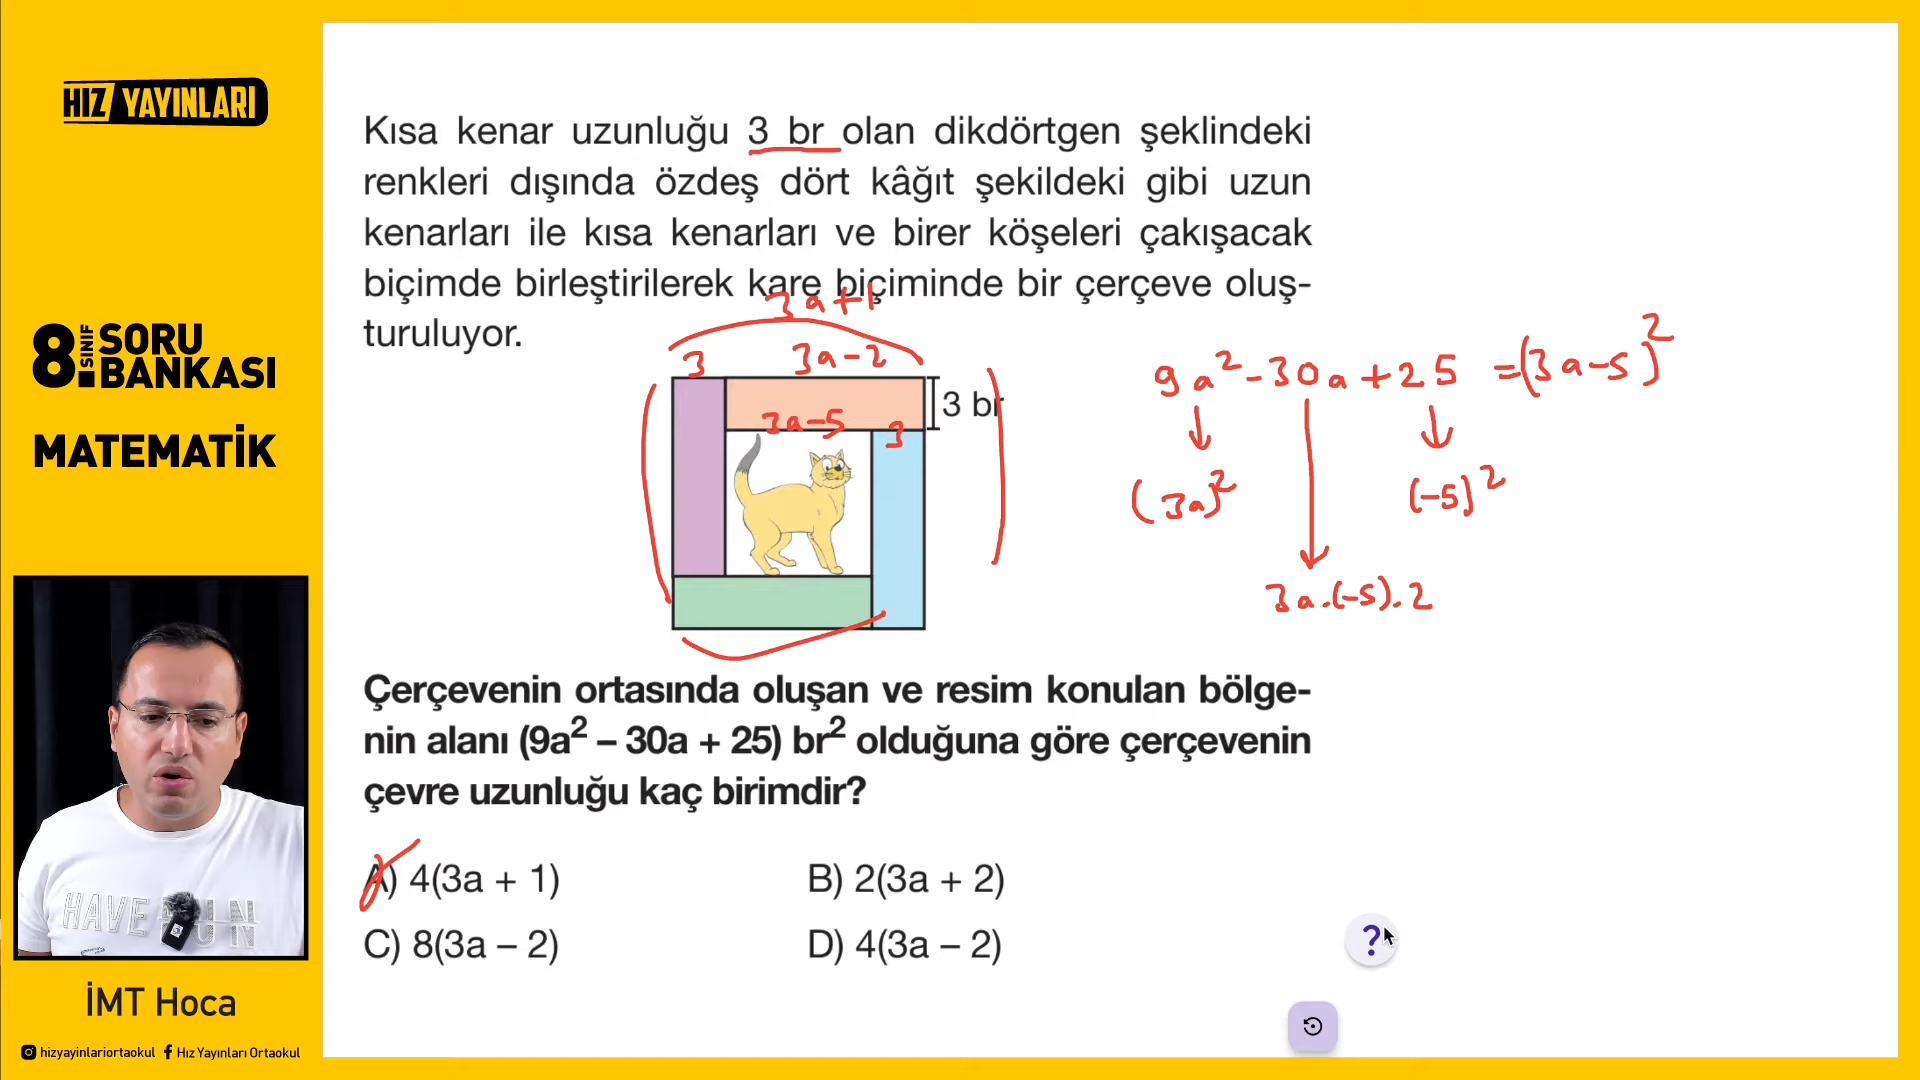 HIZ YAYINLARI
8. SINIF SORU BANKASI
MATEMATİK
Kısa kenar uzunluğu 3 br olan dikdörtgen şeklindeki
renkleri dışında özdeş dört kâğıt şekildeki gibi uzun
kenarları ile kısa kenarları ve birer köşeleri çakışacak
biçimde birleştirilerek kare biçiminde bir çerçeve oluş-
turuluyor.
3a+1
3 3a-2
3 br
3a-5
3
9a²-30a+25 =(3a-5)²
(3a)² (-5)²
3a.(-5).2
Çerçevenin ortasında oluşan ve resim konulan bölge-
nin alanı (9a² – 30a + 25) br² olduğuna göre çerçevenin
çevre uzunluğu kaç birimdir?
A) 4(3a + 1) B) 2(3a + 2)
C) 8(3a – 2) D) 4(3a – 2)
?
HAVE FUN
İMT Hoca
hizyayinlariortaokul Hız Yayınları Ortaokul